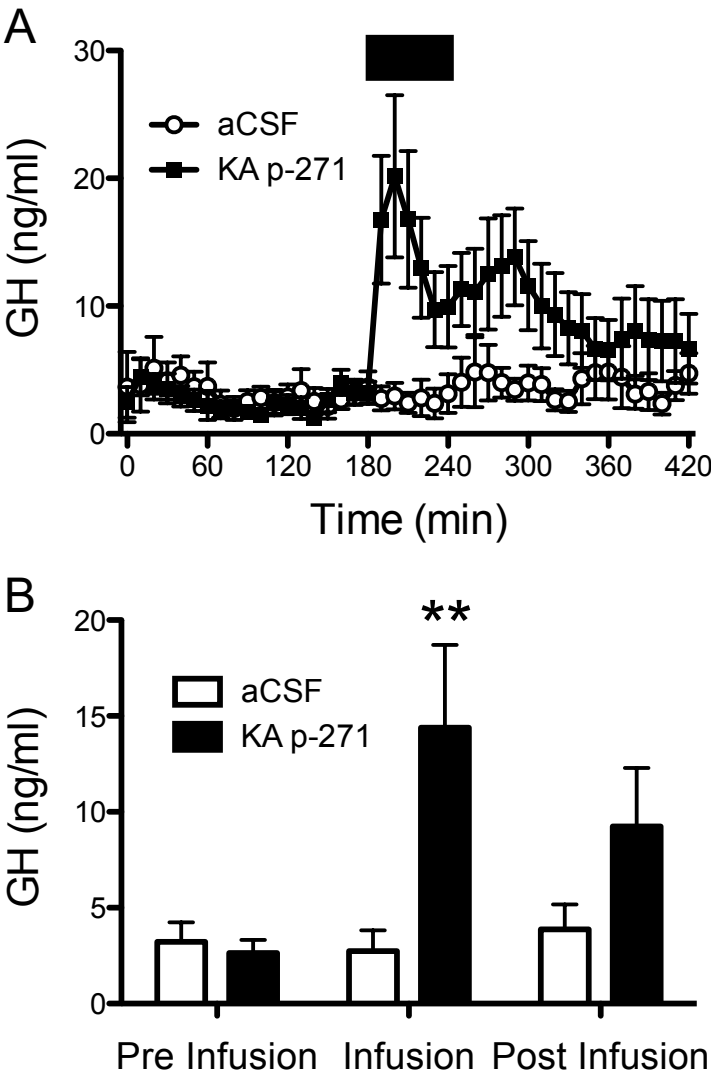 A
30
20
10
0
GH (ng/ml)
aCSF
KA p-271
0 60 120 180 240 300 360 420
Time (min)
B
20
15
10
5
0
GH (ng/ml)
aCSF
KA p-271
**
Pre Infusion Infusion Post Infusion